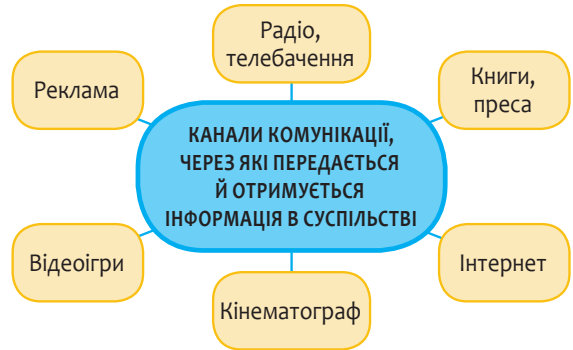 Радіо,
телебачення
Реклама
Книги,
преса
КАНАЛИ КОМУНІКАЦІЇ,
ЧЕРЕЗ ЯКІ ПЕРЕДАЄТЬСЯ
Й ОТРИМУЄТЬСЯ
ІНФОРМАЦІЯ В СУСПІЛЬСТВІ
Відеоігри
Інтернет
Кінематограф